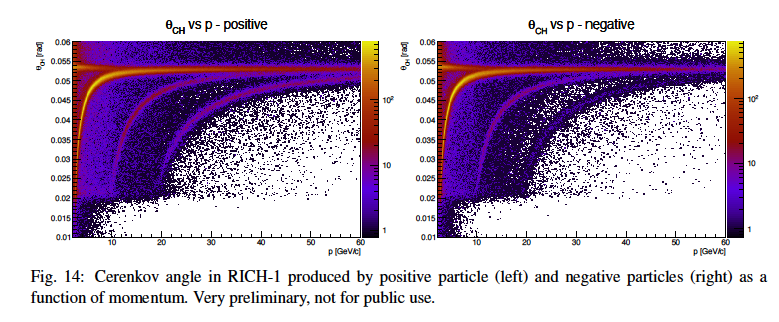 θCH vs p - positive
θCH vs p - negative
θCH [rad]
0.06
0.055
0.05
0.045
0.04
0.035
0.03
0.025
0.02
0.015
0.01
10 20 30 40 50 60
p [GeV/c]
10²
10
1
θCH [rad]
0.06
0.055
0.05
0.045
0.04
0.035
0.03
0.025
0.02
0.015
0.01
10 20 30 40 50 60
p [GeV/c]
10²
10
1
Fig. 14: Cerenkov angle in RICH-1 produced by positive particle (left) and negative particles (right) as a
function of momentum. Very preliminary, not for public use.